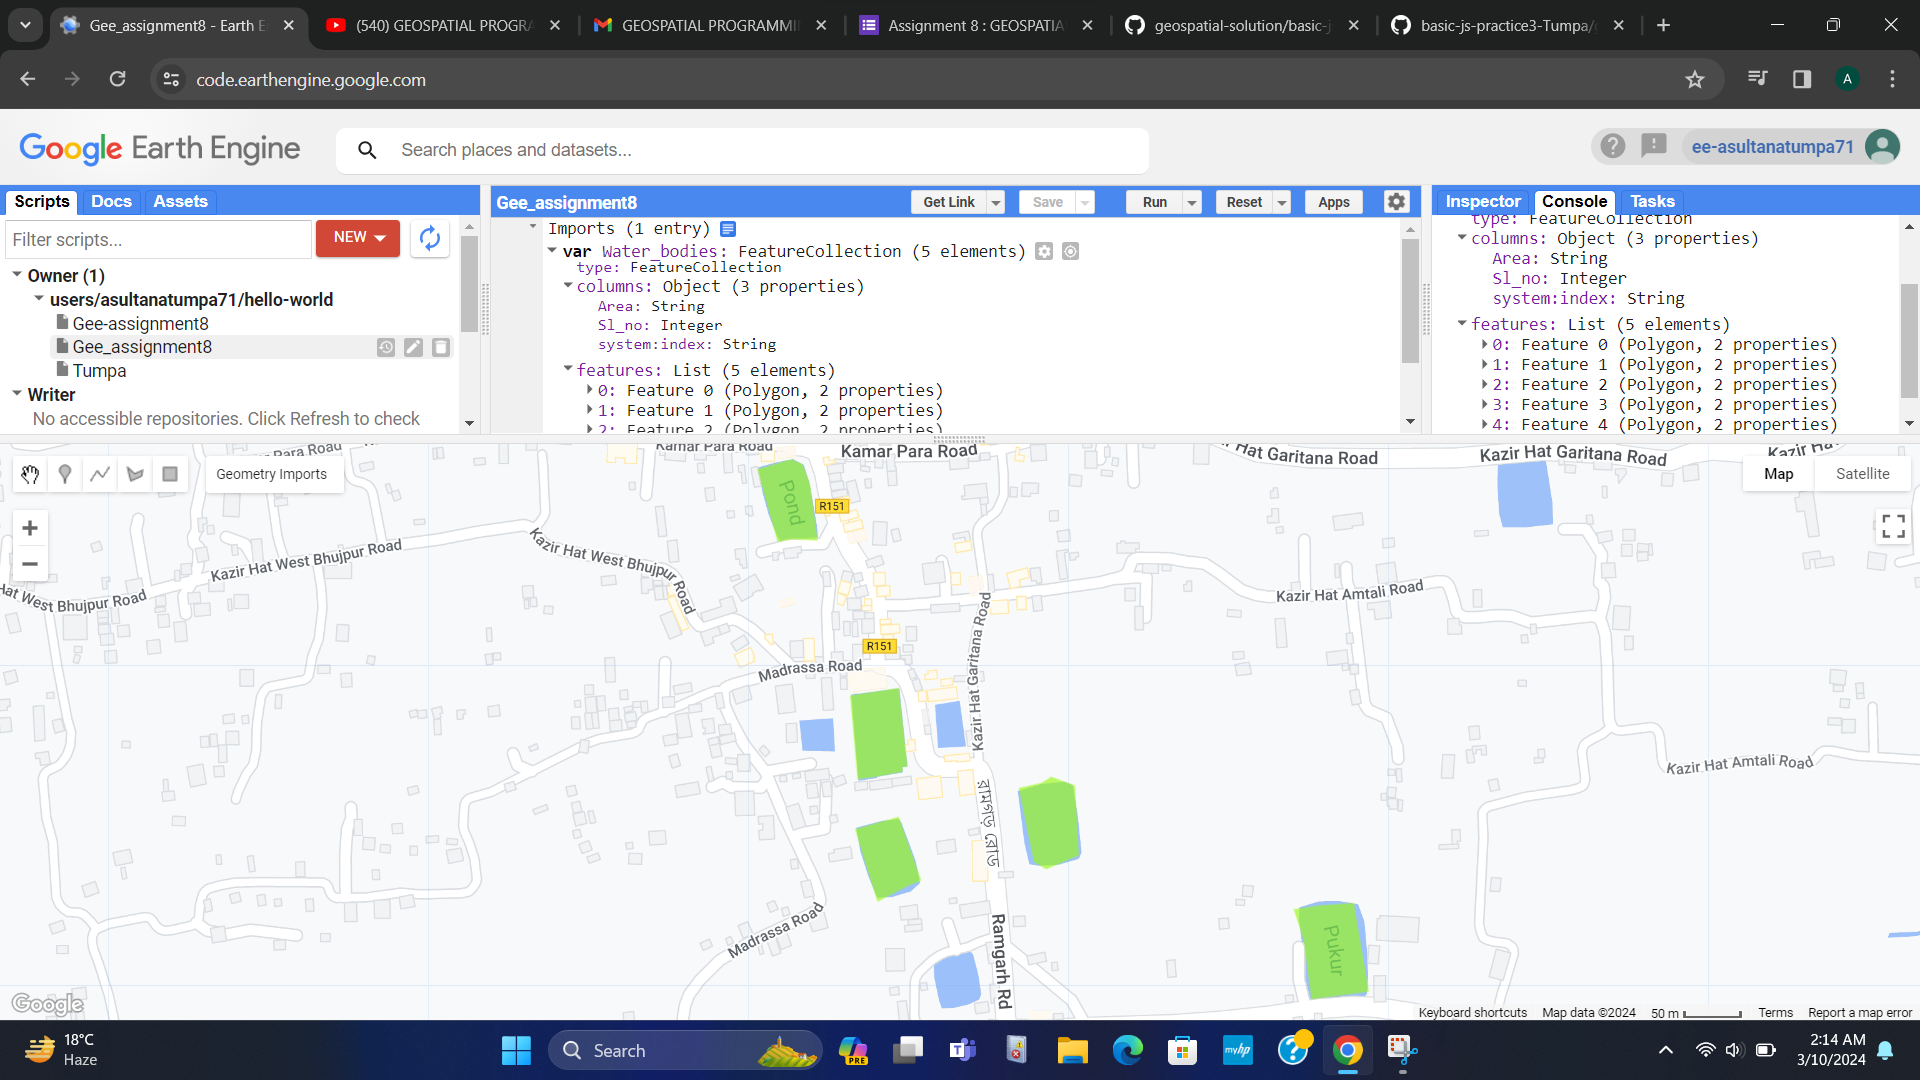 Gee_assignment8 - Earth E
(540) GEOSPATIAL PROGRA
GEOSPATIAL PROGRAMMI
Assignment 8 : GEOSPATIA
geospatial-solution/basic-j
basic-js-practice3-Tumpa/
code.earthengine.google.com
A
Google Earth Engine
Search places and datasets...
ee-asultanatumpa71
Scripts
Docs
Assets
Filter scripts...
NEW
Owner (1)
users/asultanatumpa71/hello-world
Gee-assignment8
Gee_assignment8
Tumpa
Writer
No accessible repositories. Click Refresh to check
Gee_assignment8
Get Link
Save
Run
Reset
Apps
Imports (1 entry)
var Water_bodies: FeatureCollection (5 elements)
type: FeatureCollection
columns: Object (3 properties)
Area: String
Sl_no: Integer
system:index: String
features: List (5 elements)
0: Feature 0 (Polygon, 2 properties)
1: Feature 1 (Polygon, 2 properties)
2: Feature 2 (Polygon, 2 properties)
Inspector
Console
Tasks
type: FeatureCollection
columns: Object (3 properties)
Area: String
Sl_no: Integer
system:index: String
features: List (5 elements)
0: Feature 0 (Polygon, 2 properties)
1: Feature 1 (Polygon, 2 properties)
2: Feature 2 (Polygon, 2 properties)
3: Feature 3 (Polygon, 2 properties)
4: Feature 4 (Polygon, 2 properties)
Geometry Imports
Map
Satellite
Para Road
Kamar Para Road
Kamar Para Road
Hat Garitana Road
Kazir Hat Garitana Road
Kazir Ha
Pond
R151
Kazir Hat West Bhujpur Road
Kazir Hat West Bhujpur Road
Hat West Bhujpur Road
Kazir Hat Amtali Road
Kazir Hat Garitana Road
R151
Madrassa Road
Kazir Hat Amtali Road
রামগড় রোড
Madrassa Road
Ramgarh Rd
Pukur
Google
Keyboard shortcuts
Map data ©2024
50 m
Terms
Report a map error
18°C
Haze
Search
PRE
myhp
2:14 AM
3/10/2024